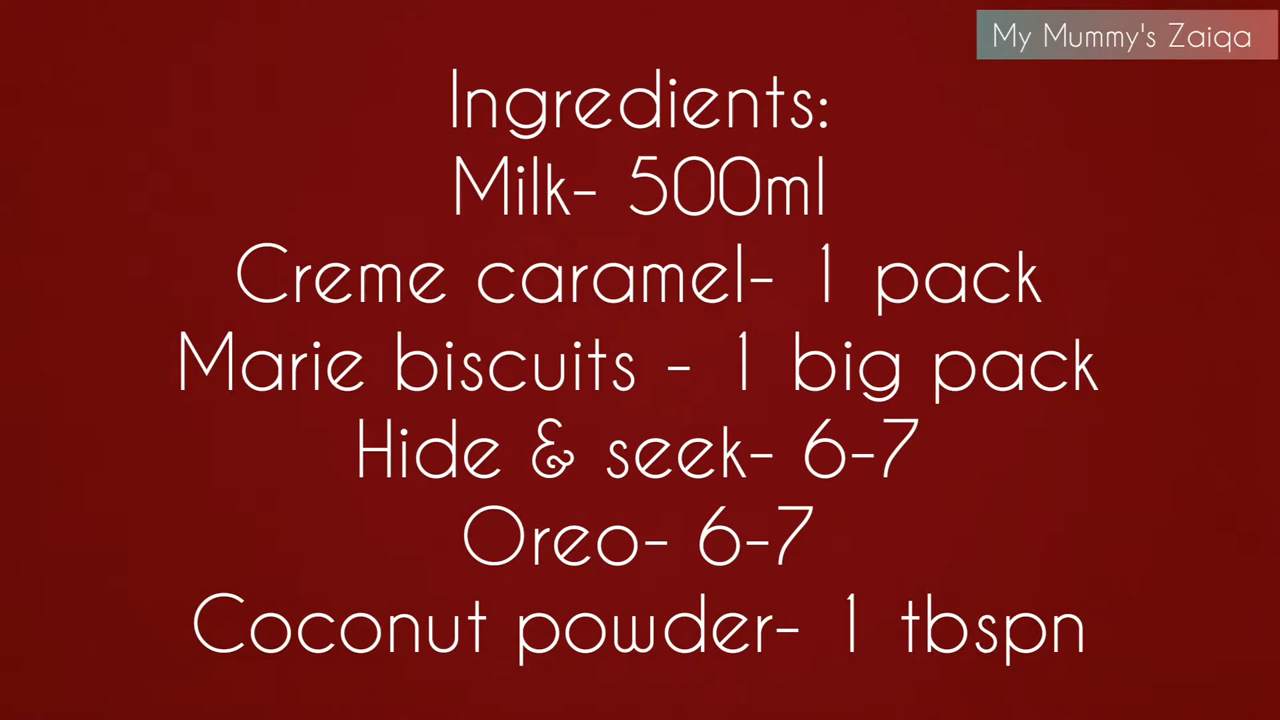 My Mummy's Zaiqa
Ingredients:
Milk- 500ml
Creme caramel- 1 pack
Marie biscuits - 1 big pack
Hide & seek- 6-7
Oreo- 6-7
Coconut powder- 1 tbspn